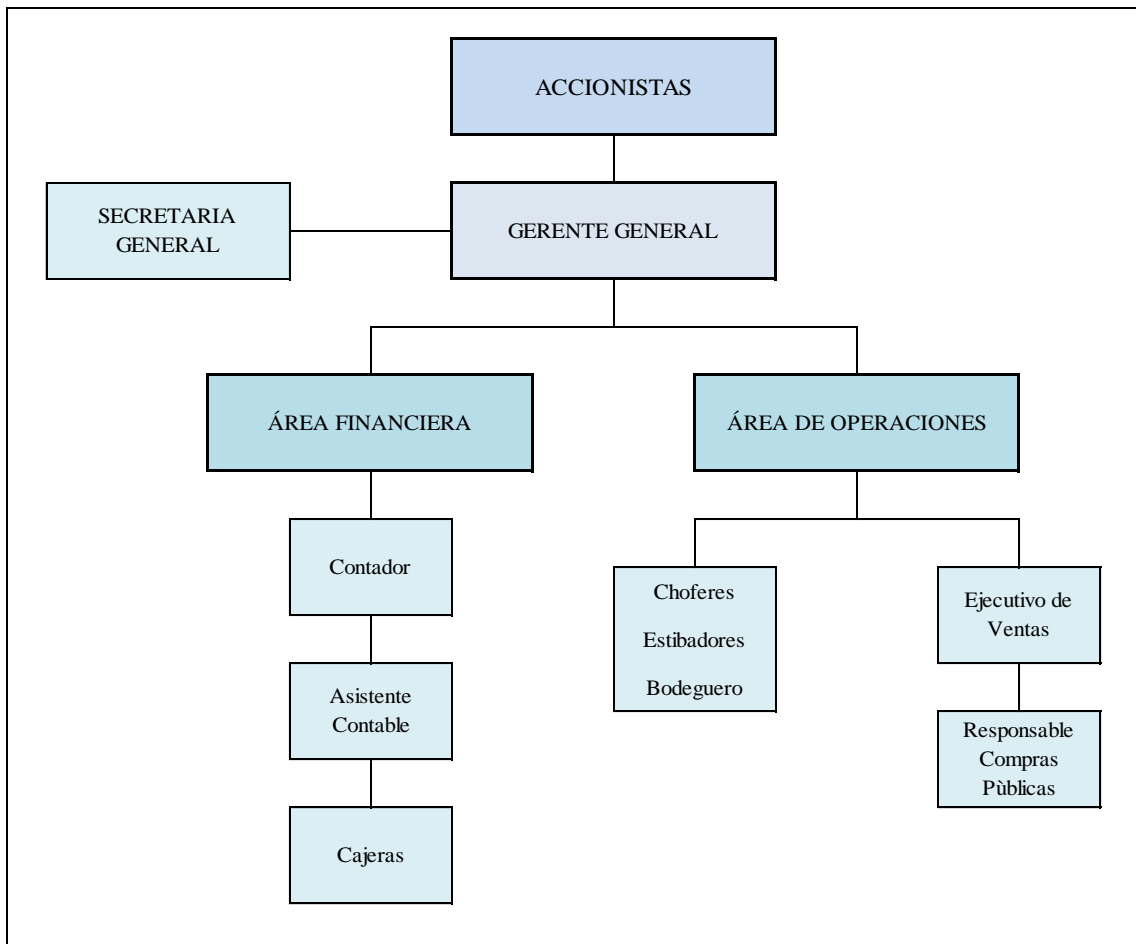 ACCIONISTAS
SECRETARIA
GENERAL
GERENTE GENERAL
ÁREA FINANCIERA
ÁREA DE OPERACIONES
Contador
Asistente
Contable
Cajeras
Choferes
Estibadores
Bodeguero
Ejecutivo de
Ventas
Responsable
Compras
Pùblicas